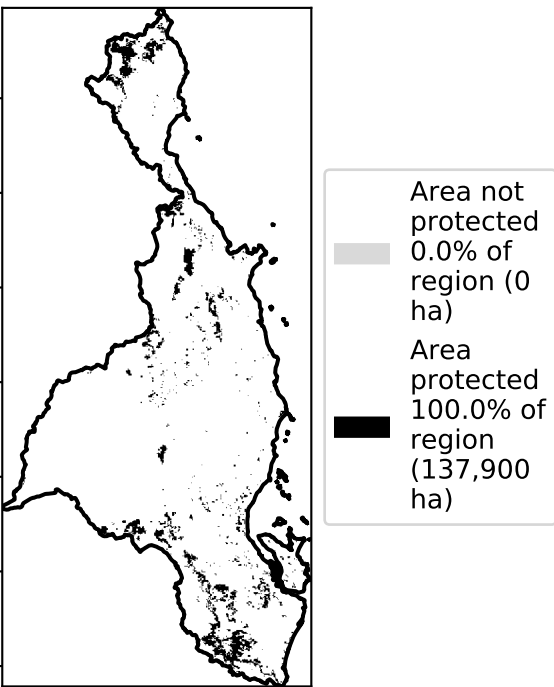 Area not
protected
0.0% of
region (0
ha)
Area
protected
100.0% of
region
(137,900
ha)